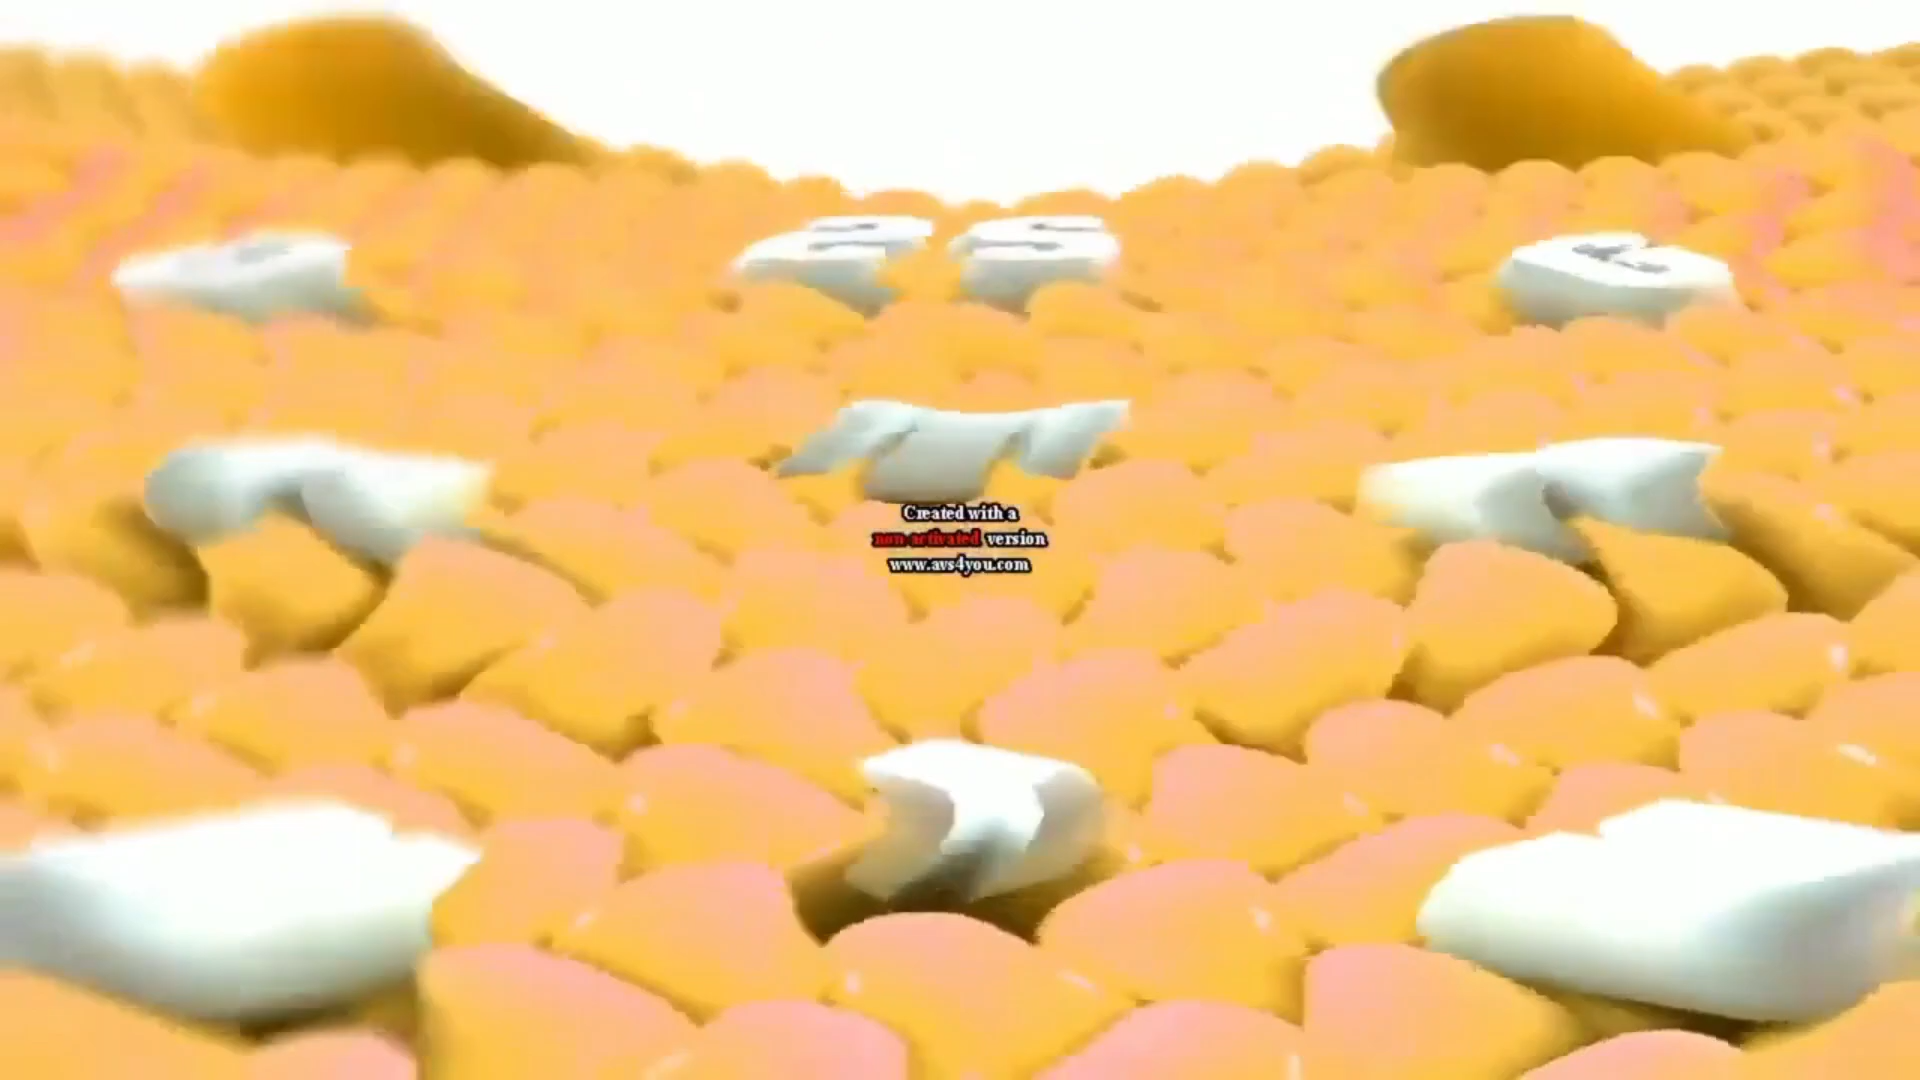 Created with a
non-activated version
www.avs4you.com